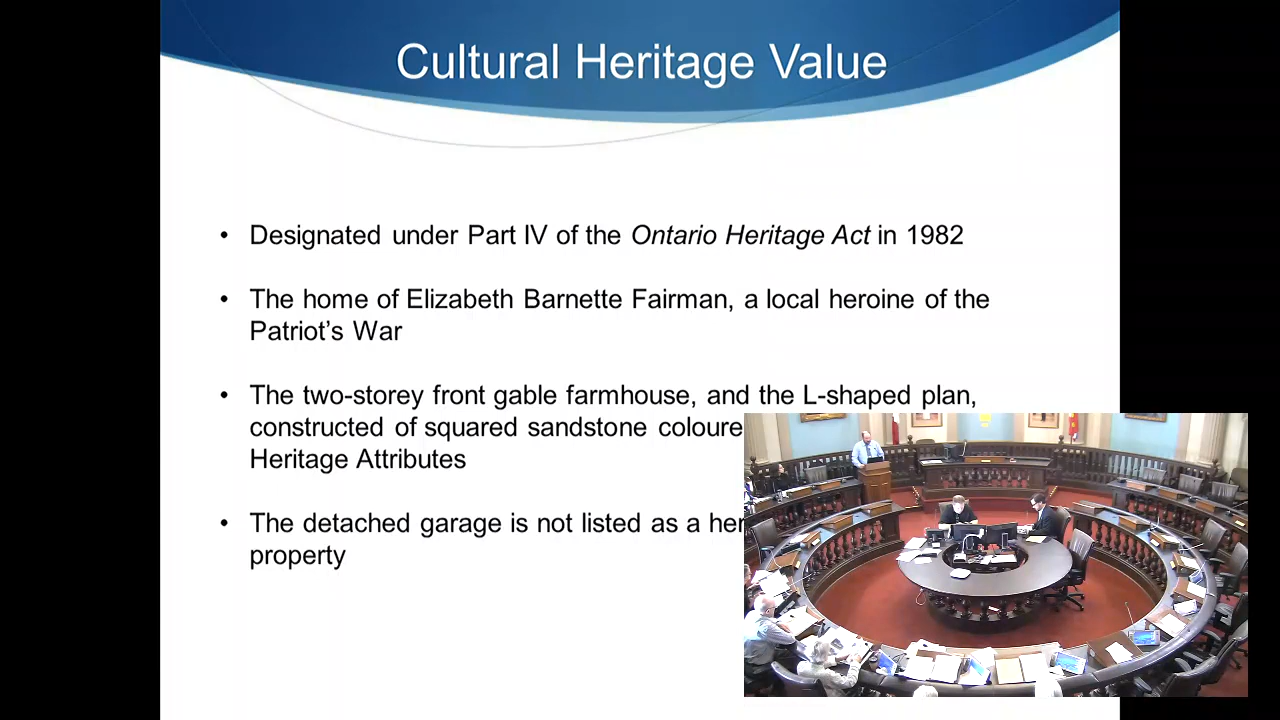 Cultural Heritage Value
• Designated under Part IV of the Ontario Heritage Act in 1982
• The home of Elizabeth Barnette Fairman, a local heroine of the
Patriot’s War
• The two-storey front gable farmhouse, and the L-shaped plan,
constructed of squared sandstone
Heritage Attributes
• The detached garage is not listed as a
property